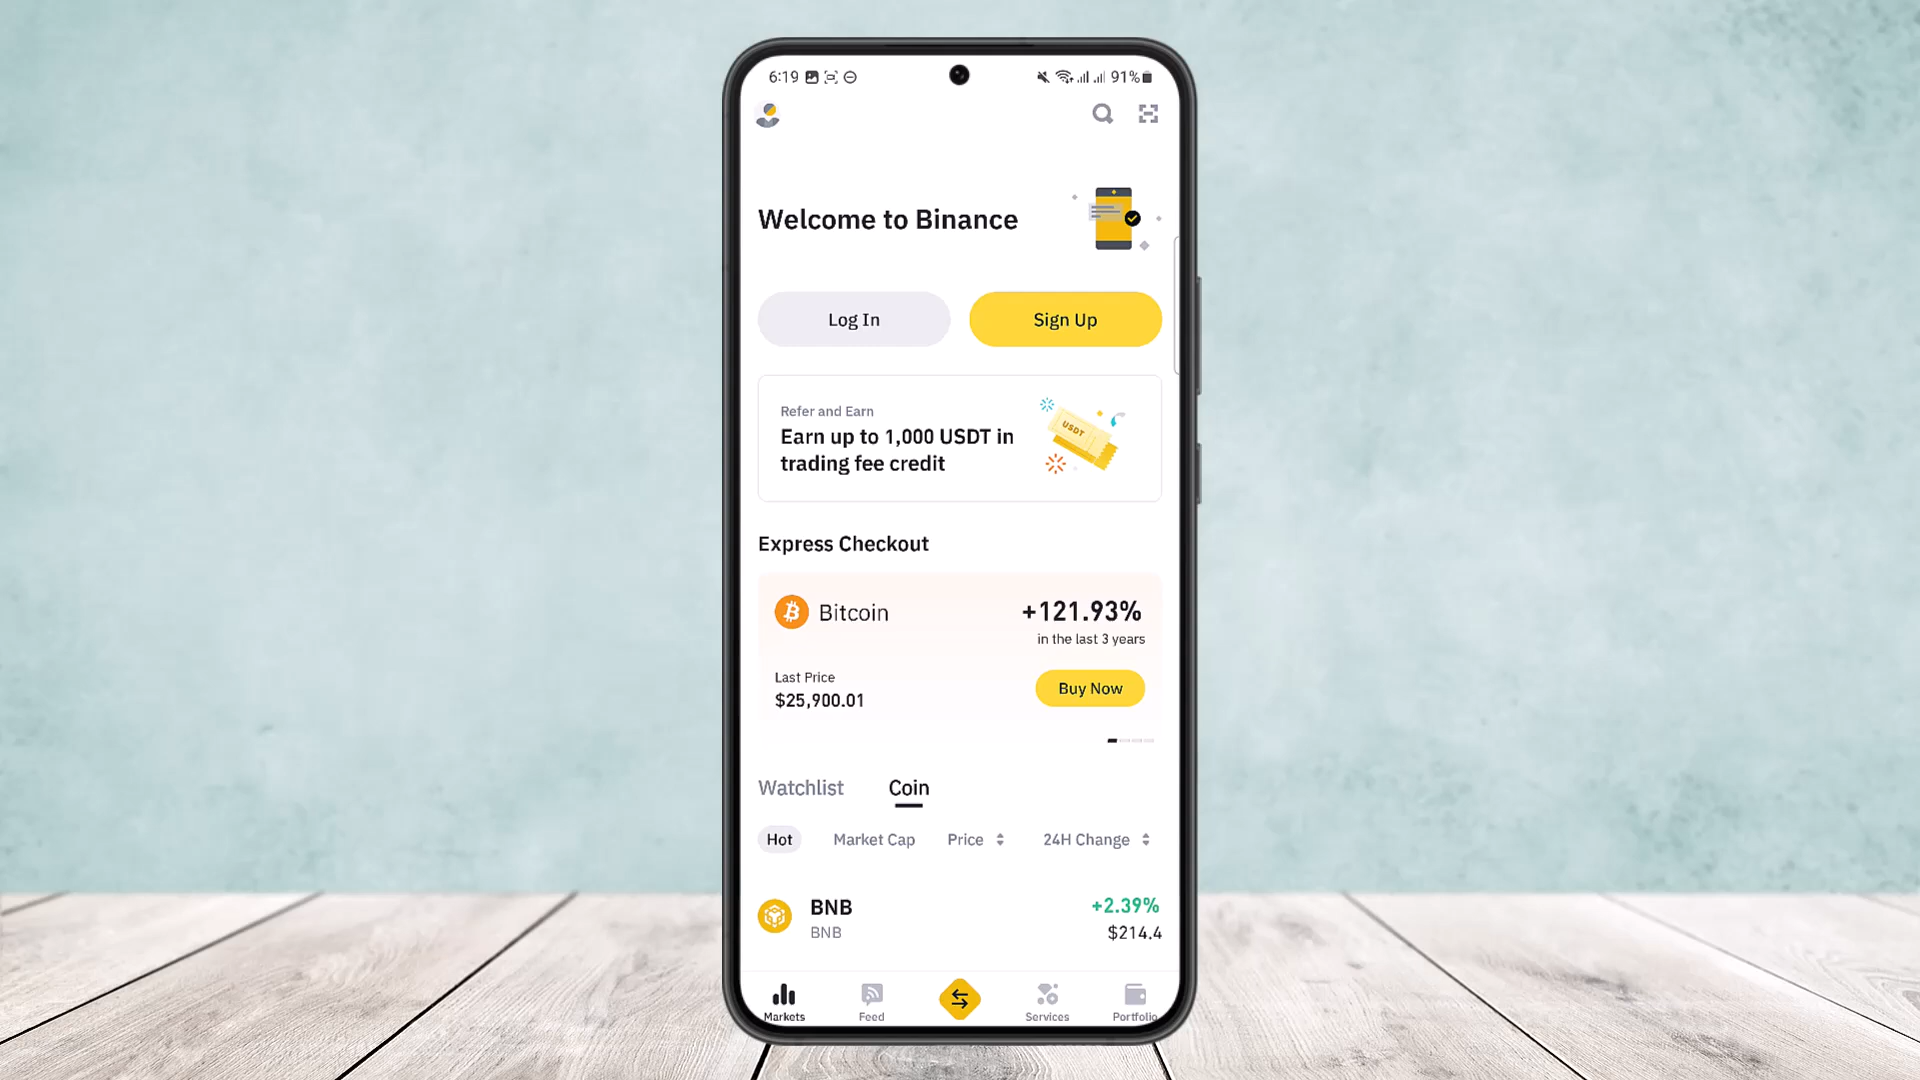 6:19 91%
Welcome to Binance
Log In Sign Up
Refer and Earn
Earn up to 1,000 USDT in
trading fee credit
USDT
Express Checkout
Bitcoin +121.93%
in the last 3 years
Last Price
$25,900.01
Buy Now
Watchlist Coin
Hot Market Cap Price 24H Change
BNB +2.39%
BNB $214.4
Markets Feed Services Portfolio